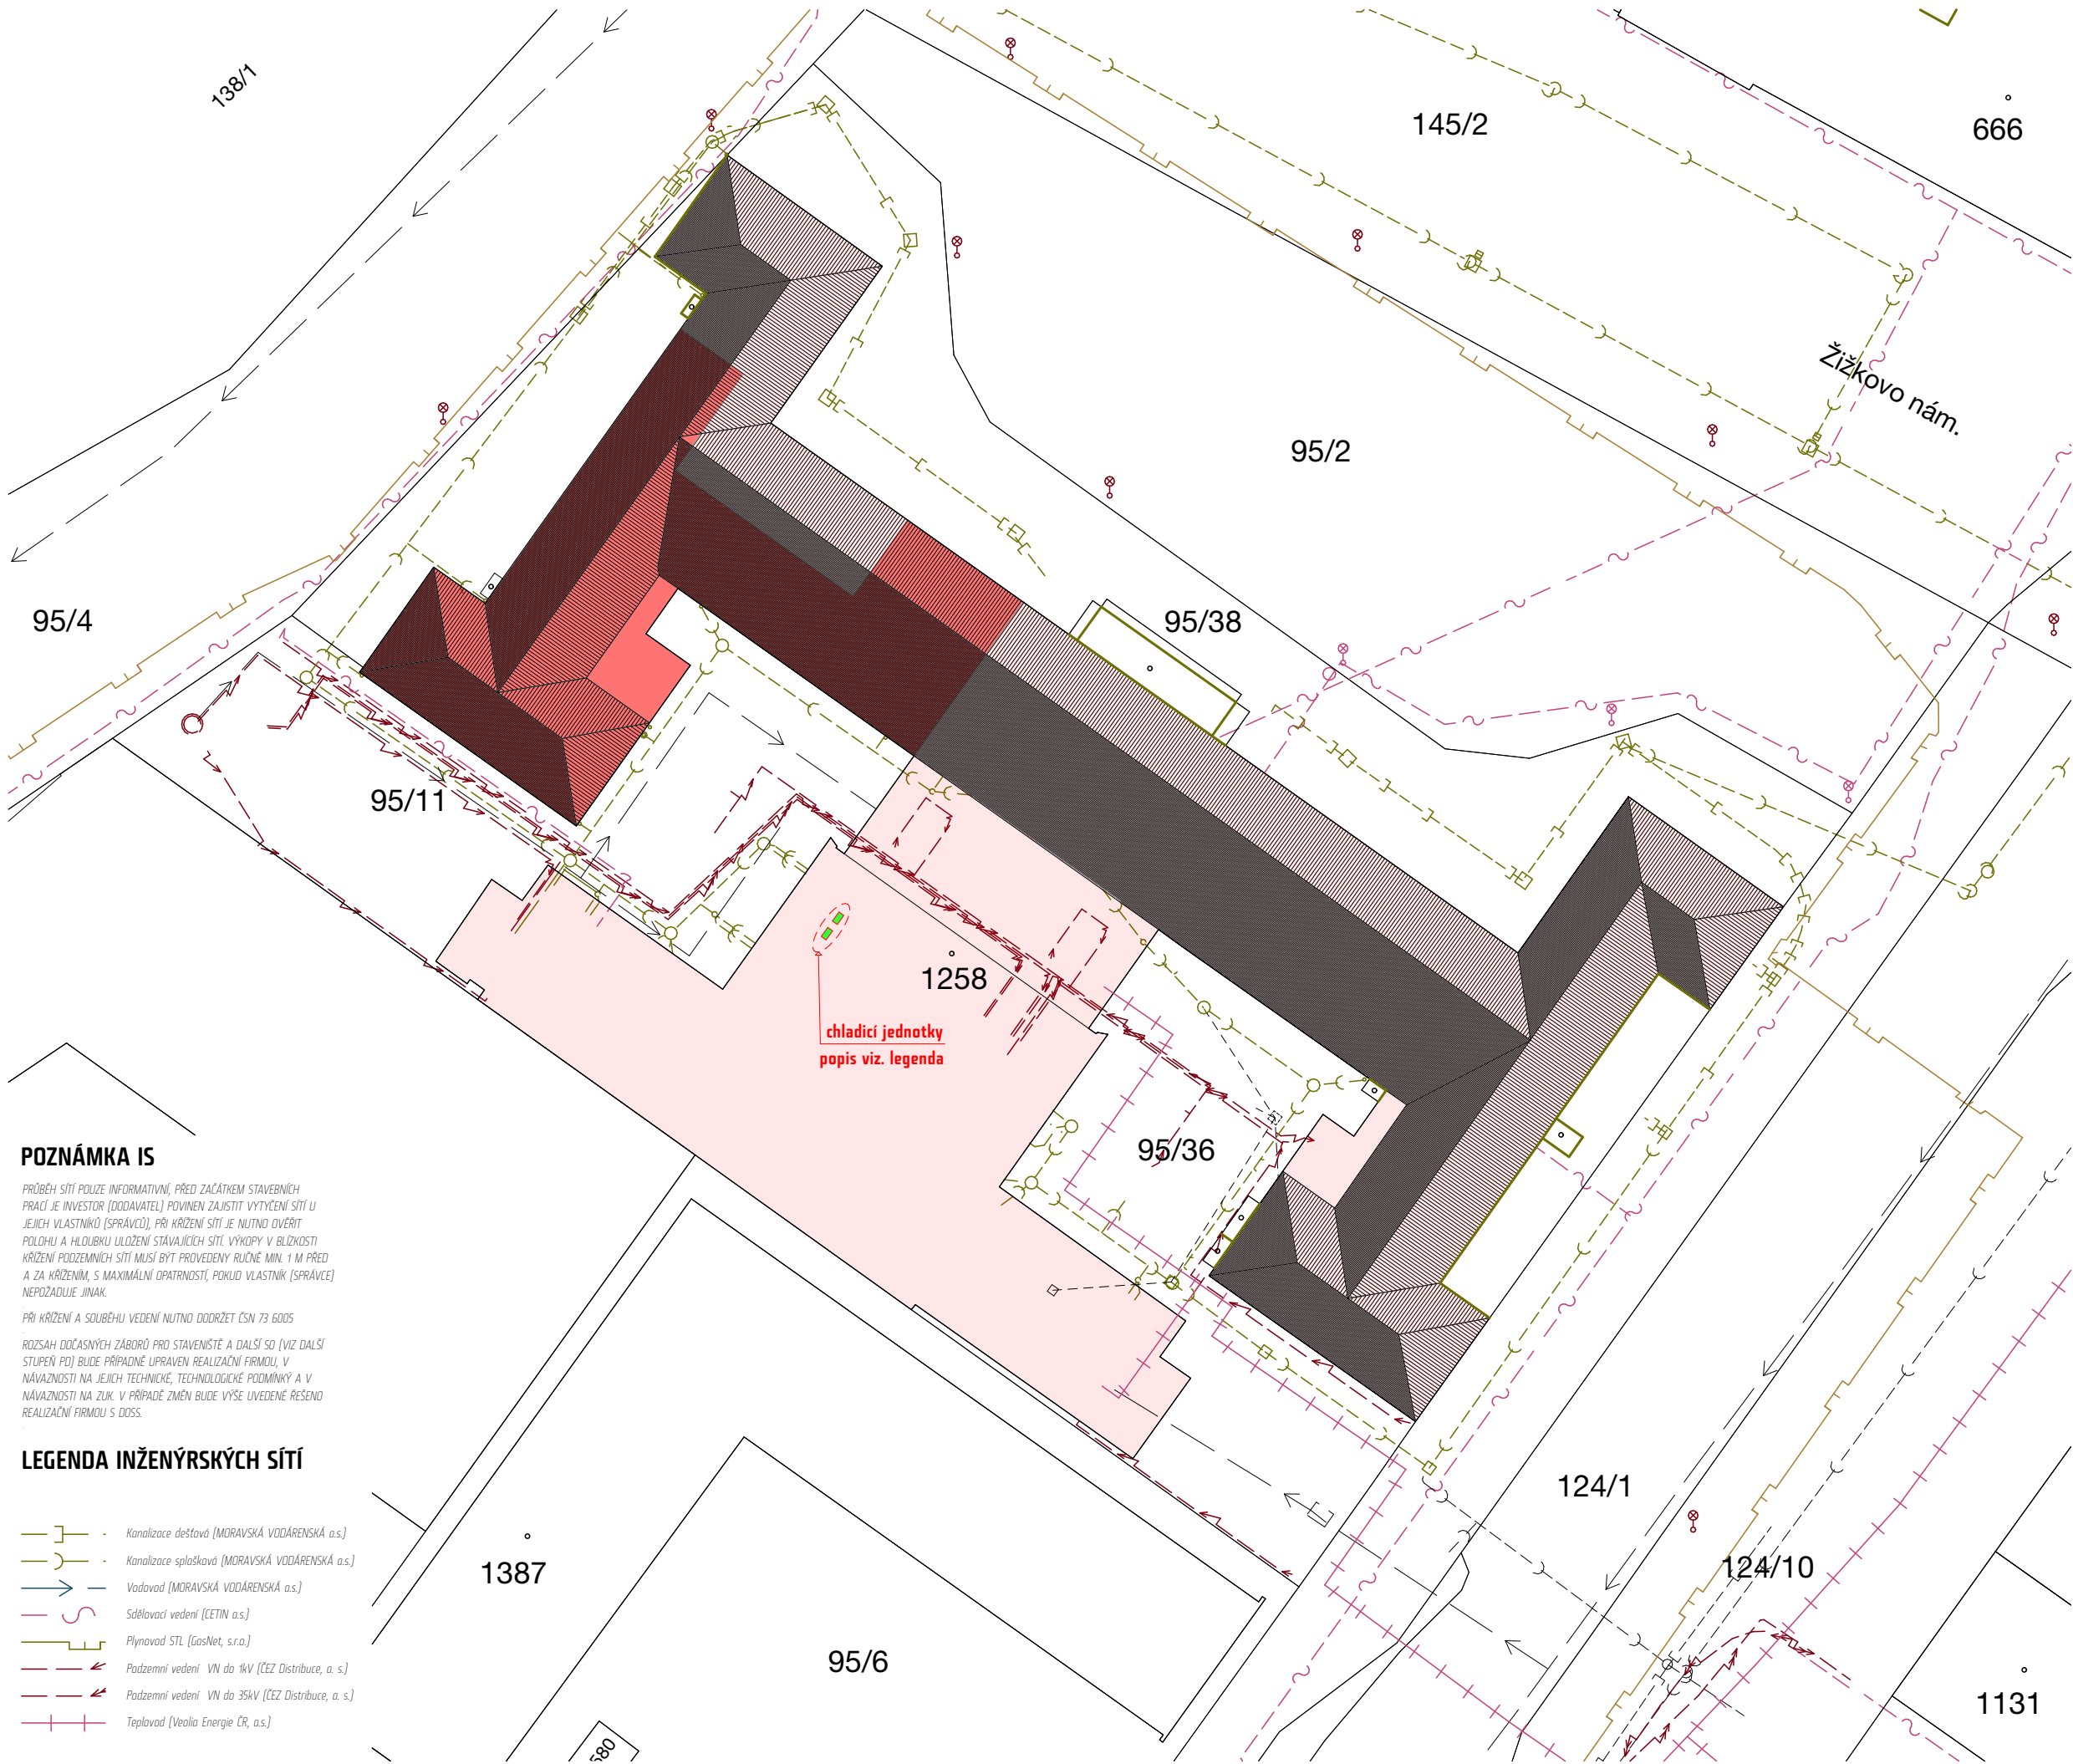 138/1
145/2
666
Žižkovo nám.
95/2
95/4
95/38
95/11
1258
chladicí jednotky
popis viz. legenda
95/36
POZNÁMKA IS
PRŮBĚH SÍTÍ POUZE INFORMATIVNÍ, PŘED ZAČÁTKEM STAVEBNÍCH
PRACÍ JE INVESTOR (DODAVATEL) POVINEN ZAJISTIT VYTYČENÍ SÍTÍ U
JEJICH VLASTNÍKŮ (SPRÁVCŮ), PŘI KŘÍŽENÍ SÍTÍ JE NUTNO OVĚŘIT
POLOHU A HLOUBKU ULOŽENÍ STÁVAJÍCÍCH SÍTÍ. VÝKOPY V BLÍZKOSTI
KŘÍŽENÍ PODZEMNÍCH SÍTÍ MUSÍ BÝT PROVEDENY RUČNĚ MIN. 1 M PŘED
A ZA KŘÍŽENÍM, S MAXIMÁLNÍ OPATRNOSTÍ, POKUD VLASTNÍK (SPRÁVCE)
NEPOŽADUJE JINAK.
PŘI KŘÍŽENÍ A SOUBĚHU VEDENÍ NUTNO DODRŽET ČSN 73 6005
ROZSAH DOČASNÝCH ZÁBORŮ PRO STAVENIŠTĚ A DALŠÍ SO (VIZ DALŠÍ
STUPEŇ PD) BUDE PŘÍPADNĚ UPRAVEN REALIZAČNÍ FIRMOU, V
NÁVAZNOSTI NA JEJICH TECHNICKÉ, TECHNOLOGICKÉ PODMÍNKÝ A V
NÁVAZNOSTI NA ZUK. V PŘÍPADĚ ZMĚN BUDE VÝŠE UVEDENÉ ŘEŠENO
REALIZAČNÍ FIRMOU S DOSS.
LEGENDA INŽENÝRSKÝCH SÍTÍ
Kanalizace dešťová (MORAVSKÁ VODÁRENSKÁ a.s.)
Kanalizace splašková (MORAVSKÁ VODÁRENSKÁ a.s.)
Vodovod (MORAVSKÁ VODÁRENSKÁ a.s.)
Sdělovací vedení (CETIN a.s.)
Plynovod STL (GasNet, s.r.o.)
Podzemní vedení VN do 1kV (ČEZ Distribuce, a. s.)
Podzemní vedení VN do 35kV (ČEZ Distribuce, a. s.)
Teplovod (Veolia Energie ČR, a.s.)
124/1
124/10
1387
95/6
1131
580